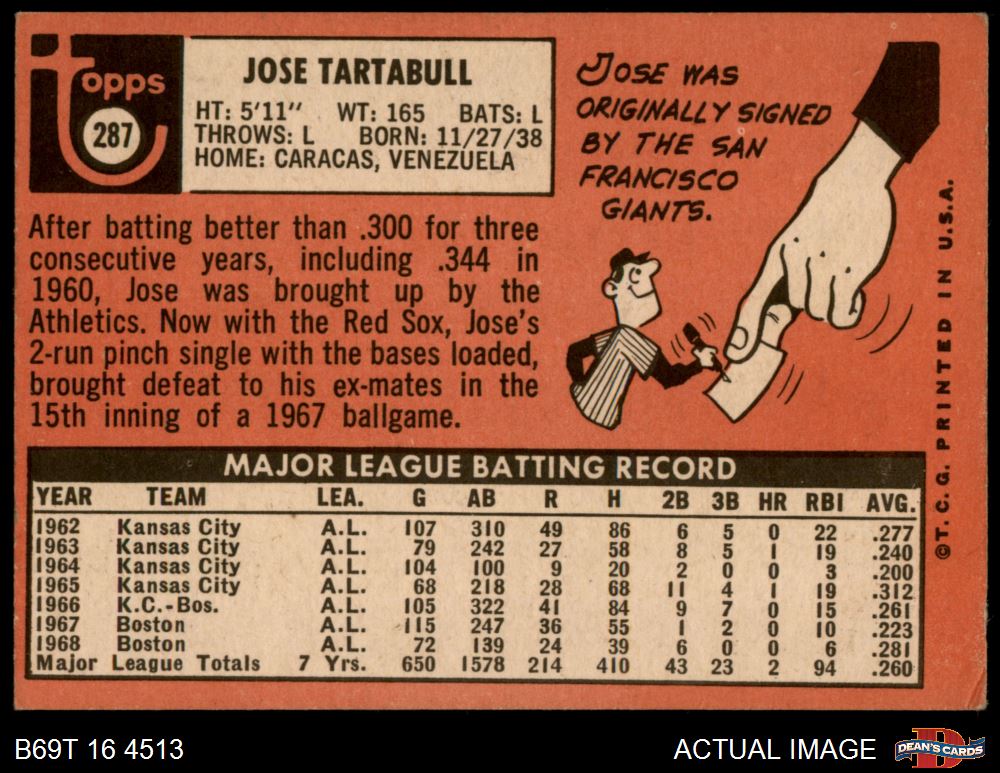 topps
287
JOSE TARTABULL
HT: 5'11" WT: 165 BATS: L
THROWS: L BORN: 11/27/38
HOME: CARACAS, VENEZUELA
JOSE WAS
ORIGINALLY SIGNED
BY THE SAN
FRANCISCO
GIANTS.
After batting better than .300 for three
consecutive years, including .344 in
1960, Jose was brought up by the
Athletics. Now with the Red Sox, Jose's
2-run pinch single with the bases loaded,
brought defeat to his ex-mates in the
15th inning of a 1967 ballgame.
MAJOR LEAGUE BATTING RECORD
YEAR TEAM LEA. G AB R H 2B 3B HR RBI AVG.
1962 Kansas City A.L. 107 310 49 86 6 5 0 22 .277
1963 Kansas City A.L. 79 242 27 58 8 5 1 19 .240
1964 Kansas City A.L. 104 100 9 20 2 0 0 3 .200
1965 Kansas City A.L. 68 218 28 68 11 4 1 19 .312
1966 K.C.-Bos. A.L. 105 322 41 84 9 7 0 15 .261
1967 Boston A.L. 115 247 36 55 1 2 0 10 .223
1968 Boston A.L. 72 139 24 39 6 0 0 6 .281
Major League Totals 7 Yrs. 650 1578 214 410 43 23 2 94 .260
©T.C.G. PRINTED IN U.S.A.
B69T 16 4513
ACTUAL IMAGE
D
DEAN'S CARDS